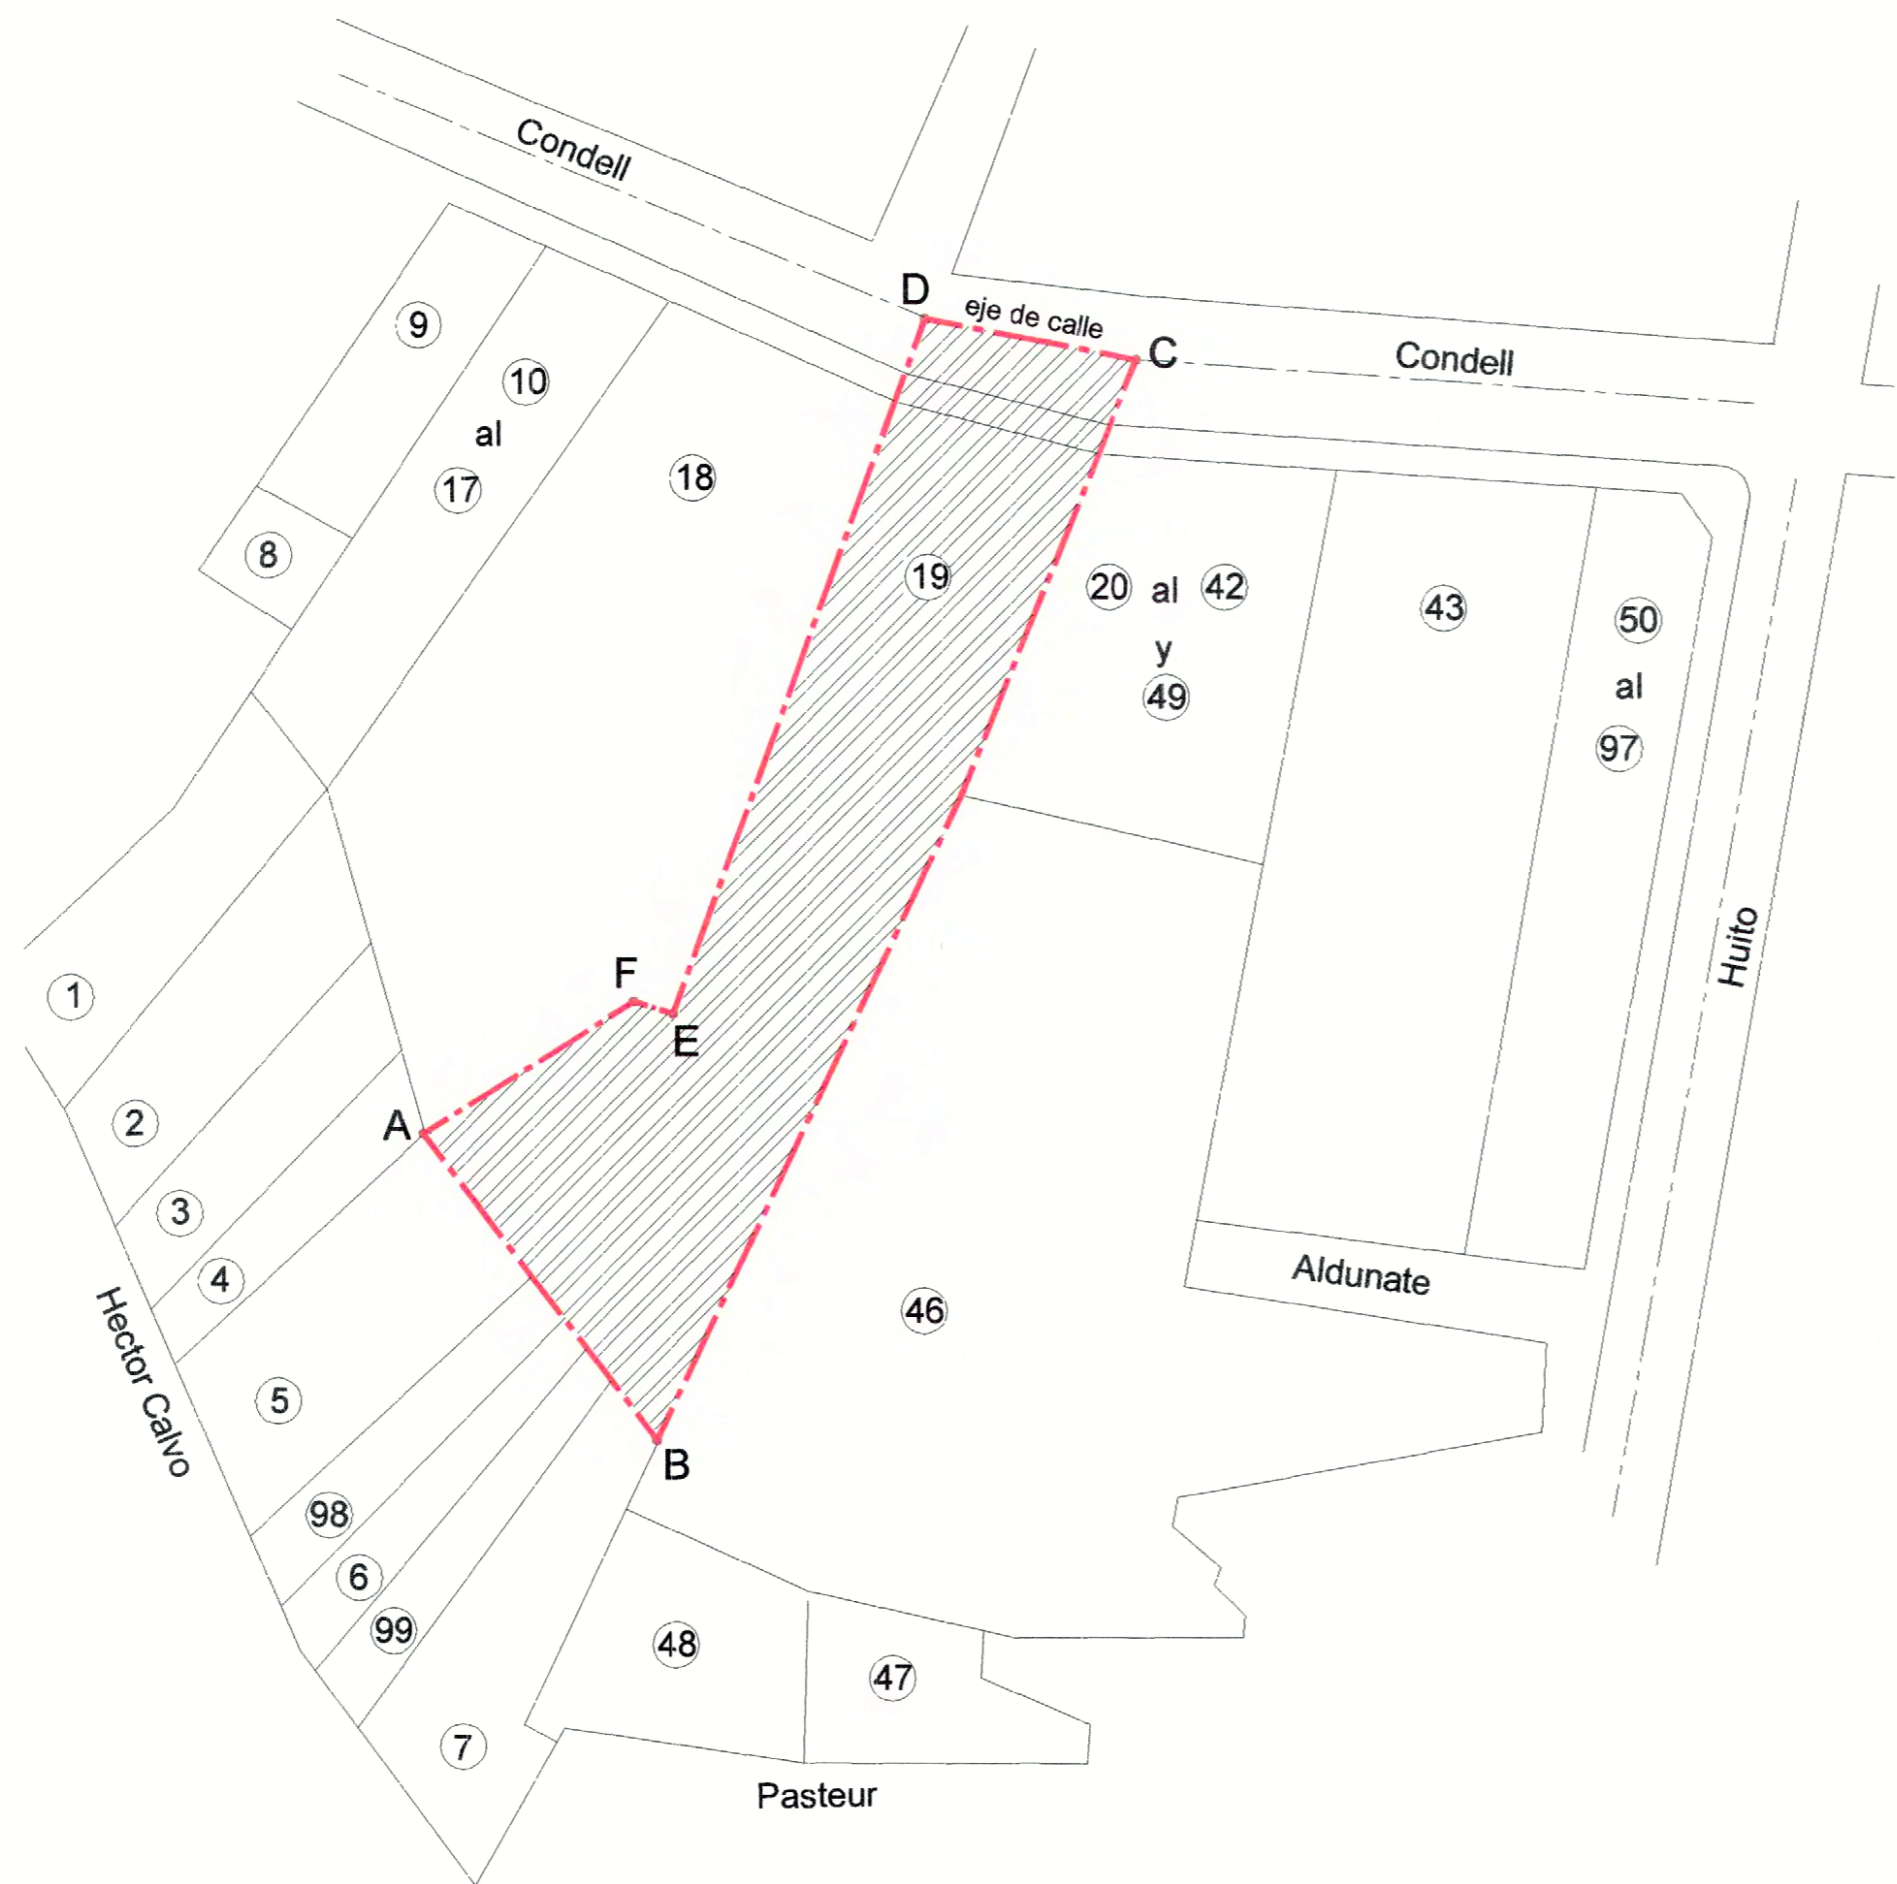 Condell
D
eje de calle
C
Condell
9
10
al
17
18
8
19
20 al 42
y
49
43
50
al
97
Huito
F
E
1
A
2
3
4
Hector Calvo
5
46
Aldunate
B
98
6
99
48
47
7
Pasteur